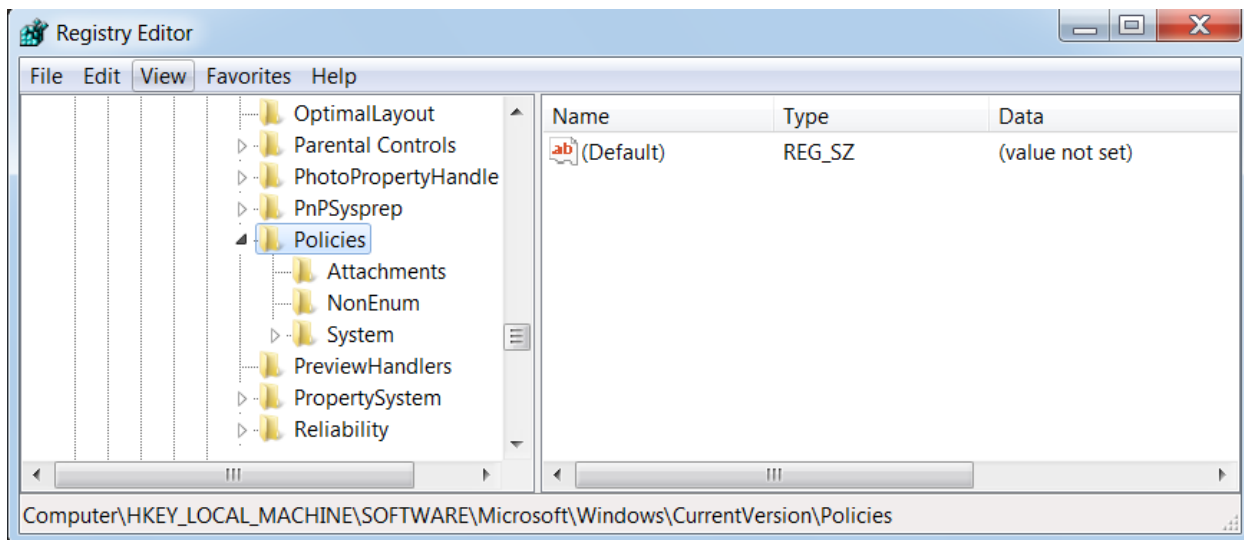 Registry Editor
File Edit View Favorites Help
OptimalLayout
Parental Controls
PhotoPropertyHandle
PnPSysprep
Policies
Attachments
NonEnum
System
PreviewHandlers
PropertySystem
Reliability
Name Type Data
ab (Default) REG_SZ (value not set)
Computer\HKEY_LOCAL_MACHINE\SOFTWARE\Microsoft\Windows\CurrentVersion\Policies